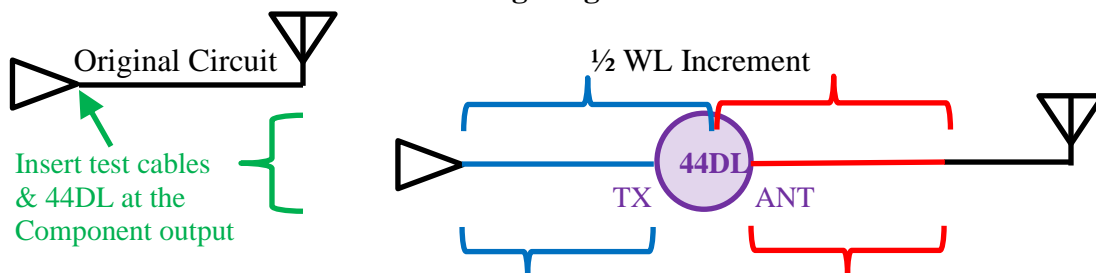 Original Circuit
½ WL Increment
Insert test cables
& 44DL at the
Component output
44DL
TX
ANT